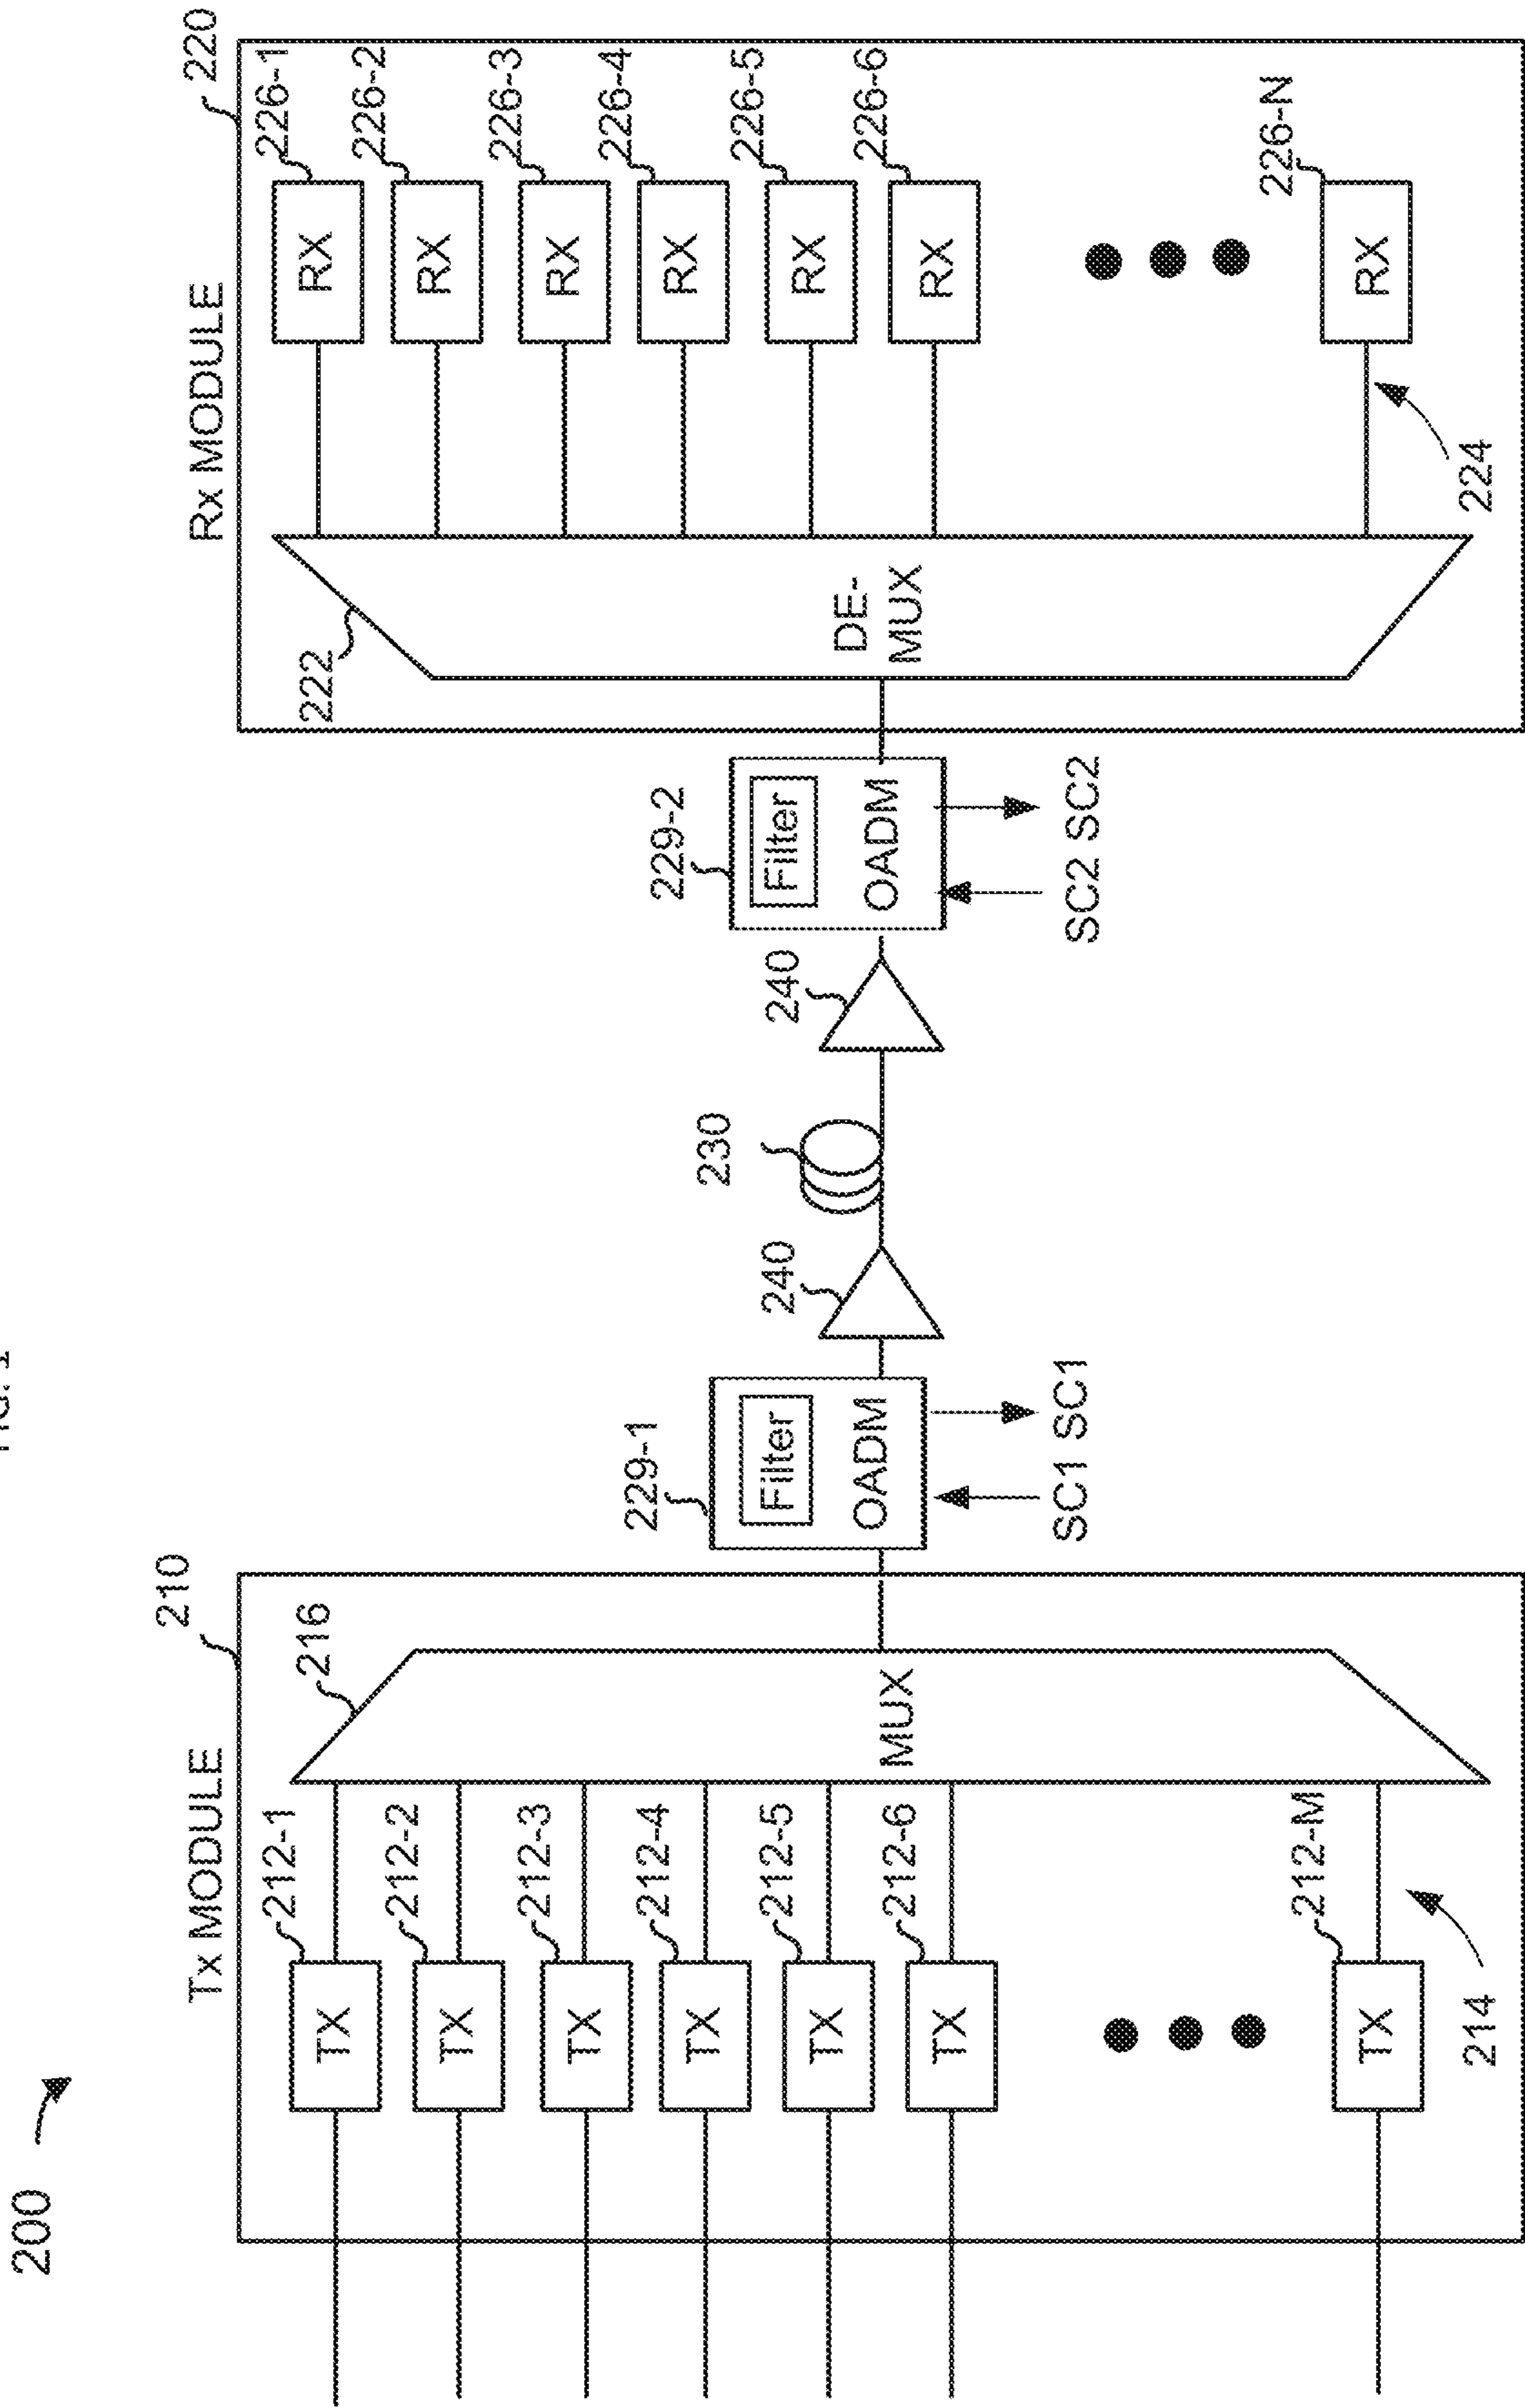 200
Tx MODULE
210
TX
212-1
TX
212-2
TX
212-3
TX
212-4
TX
212-5
TX
212-6
TX
212-M
214
216
MUX
229-1
Filter
OADM
SC1 SC1
240
230
240
229-2
Filter
OADM
SC2 SC2
Rx MODULE
220
222
DE-
MUX
RX
226-1
RX
226-2
RX
226-3
RX
226-4
RX
226-5
RX
226-6
RX
226-N
224